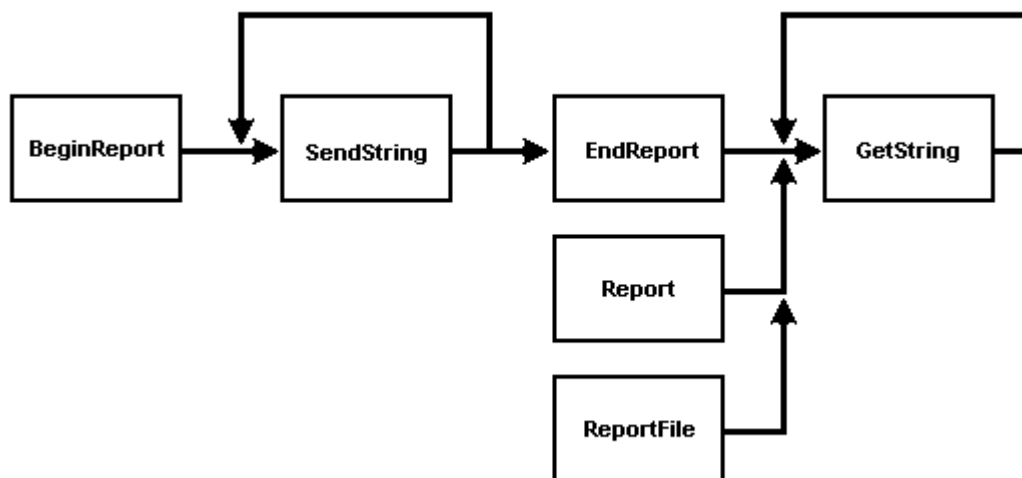 BeginReport
SendString
EndReport
GetString
Report
ReportFile